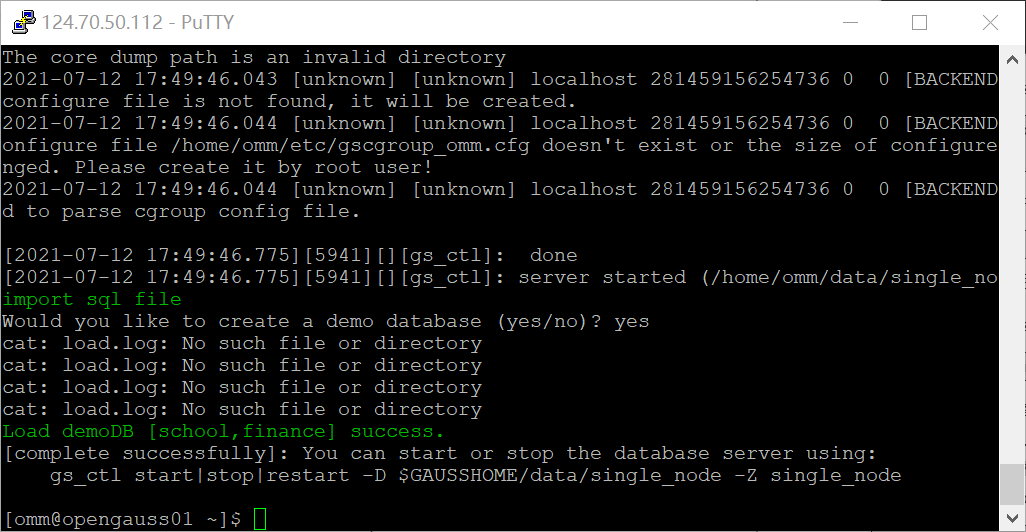 124.70.50.112 - PuTTY
The core dump path is an invalid directory
2021-07-12 17:49:46.043 [unknown] [unknown] localhost 281459156254736 0  0 [BACKEND
configure file is not found, it will be created.
2021-07-12 17:49:46.044 [unknown] [unknown] localhost 281459156254736 0  0 [BACKEND
onfigure file /home/omm/etc/gscgroup_omm.cfg doesn't exist or the size of configure
nged. Please create it by root user!
2021-07-12 17:49:46.044 [unknown] [unknown] localhost 281459156254736 0  0 [BACKEND
d to parse cgroup config file.
[2021-07-12 17:49:46.775][5941][][gs_ctl]:  done
[2021-07-12 17:49:46.775][5941][][gs_ctl]: server started (/home/omm/data/single_no
import sql file
Would you like to create a demo database (yes/no)? yes
cat: load.log: No such file or directory
cat: load.log: No such file or directory
cat: load.log: No such file or directory
cat: load.log: No such file or directory
Load demoDB [school,finance] success.
[complete successfully]: You can start or stop the database server using:
    gs_ctl start|stop|restart -D $GAUSSHOME/data/single_node -Z single_node
[omm@opengauss01 ~]$